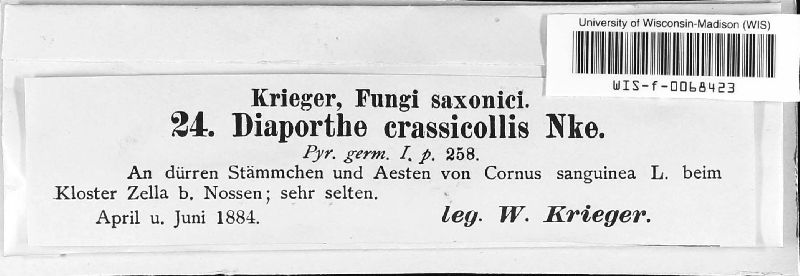 University of Wisconsin-Madison (WIS)
WIS-f-0068423
Krieger, Fungi saxonici.
24. Diaporthe crassicollis Nke.
Pyr. germ. I. p. 258.
An dürren Stämmchen und Aesten von Cornus sanguinea L. beim
Kloster Zella b. Nossen; sehr selten.
April u. Juni 1884. leg. W. Krieger.